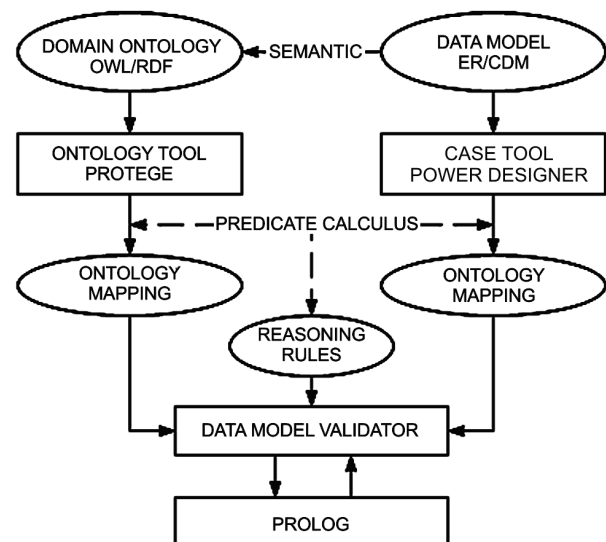 DOMAIN ONTOLOGY
OWL/RDF
SEMANTIC
DATA MODEL
ER/CDM
ONTOLOGY TOOL
PROTEGE
CASE TOOL
POWER DESIGNER
PREDICATE CALCULUS
ONTOLOGY
MAPPING
ONTOLOGY
MAPPING
REASONING
RULES
DATA MODEL VALIDATOR
PROLOG